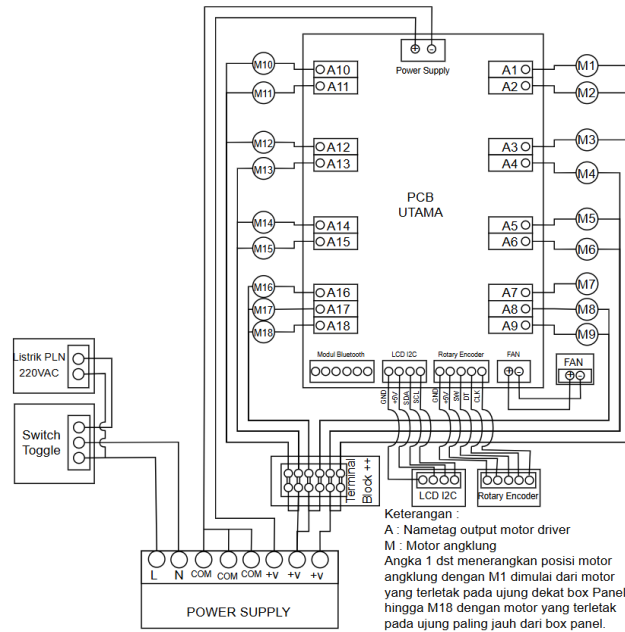 Power Supply
M10 A10 A1 M1
M11 A11 A2 M2
M12 A12 A3 M3
M13 A13 A4 M4
PCB
UTAMA
M14 A14 A5 M5
M15 A15 A6 M6
M16 A16 A7 M7
M17 A17 A8 M8
M18 A18 A9 M9
Modul Bluetooth LCD I2C Rotary Encoder FAN
FAN
Listrik PLN
220VAC
GND +5V SDA SCL GND +5V SW DT CLK
Switch
Toggle
Terminal
Block ++
LCD I2C Rotary Encoder
L N COM COM COM +V +V +V
POWER SUPPLY
Keterangan :
A : Nametag output motor driver
M : Motor angklung
Angka 1 dst menerangkan posisi motor
angklung dengan M1 dimulai dari motor
yang terletak pada ujung dekat box Panel
hingga M18 dengan motor yang terletak
pada ujung paling jauh dari box panel.